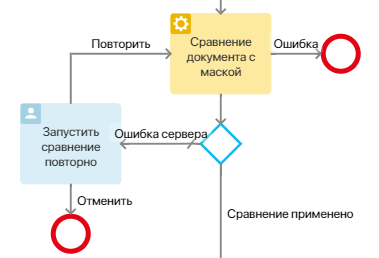 Повторить
Сравнение
документа с
маской
Ошибка
Запустить
сравнение
повторно
Ошибка сервера
Отменить
Сравнение применено